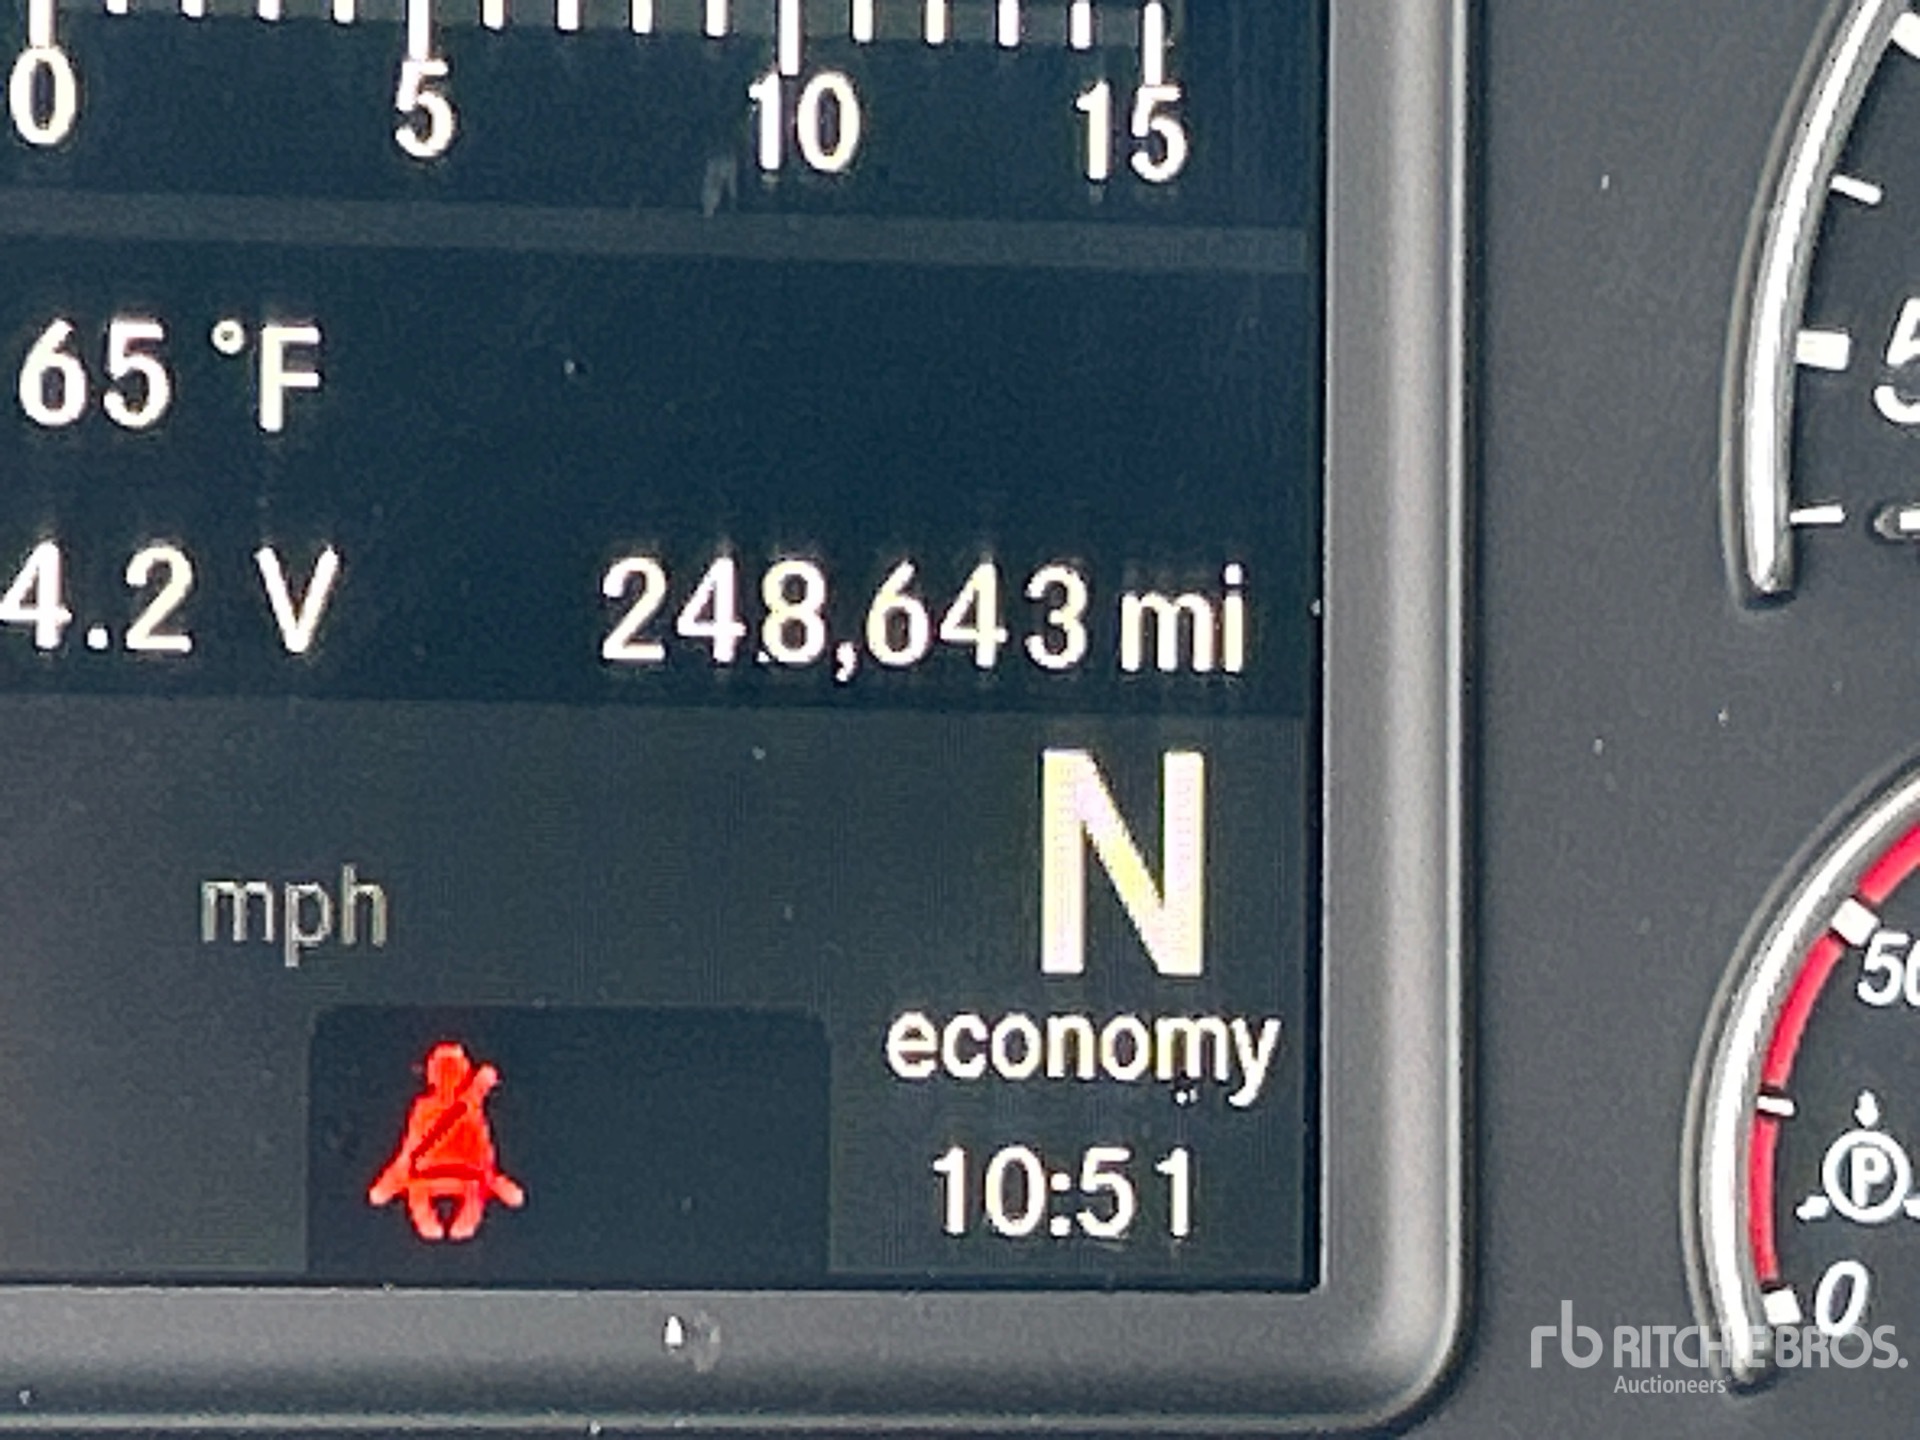 0 5 10 15
65 °F
4.2 V 248,643 mi
N
mph
economy
10:51
5
50
P
0
rb RITCHIE BROS.
Auctioneers